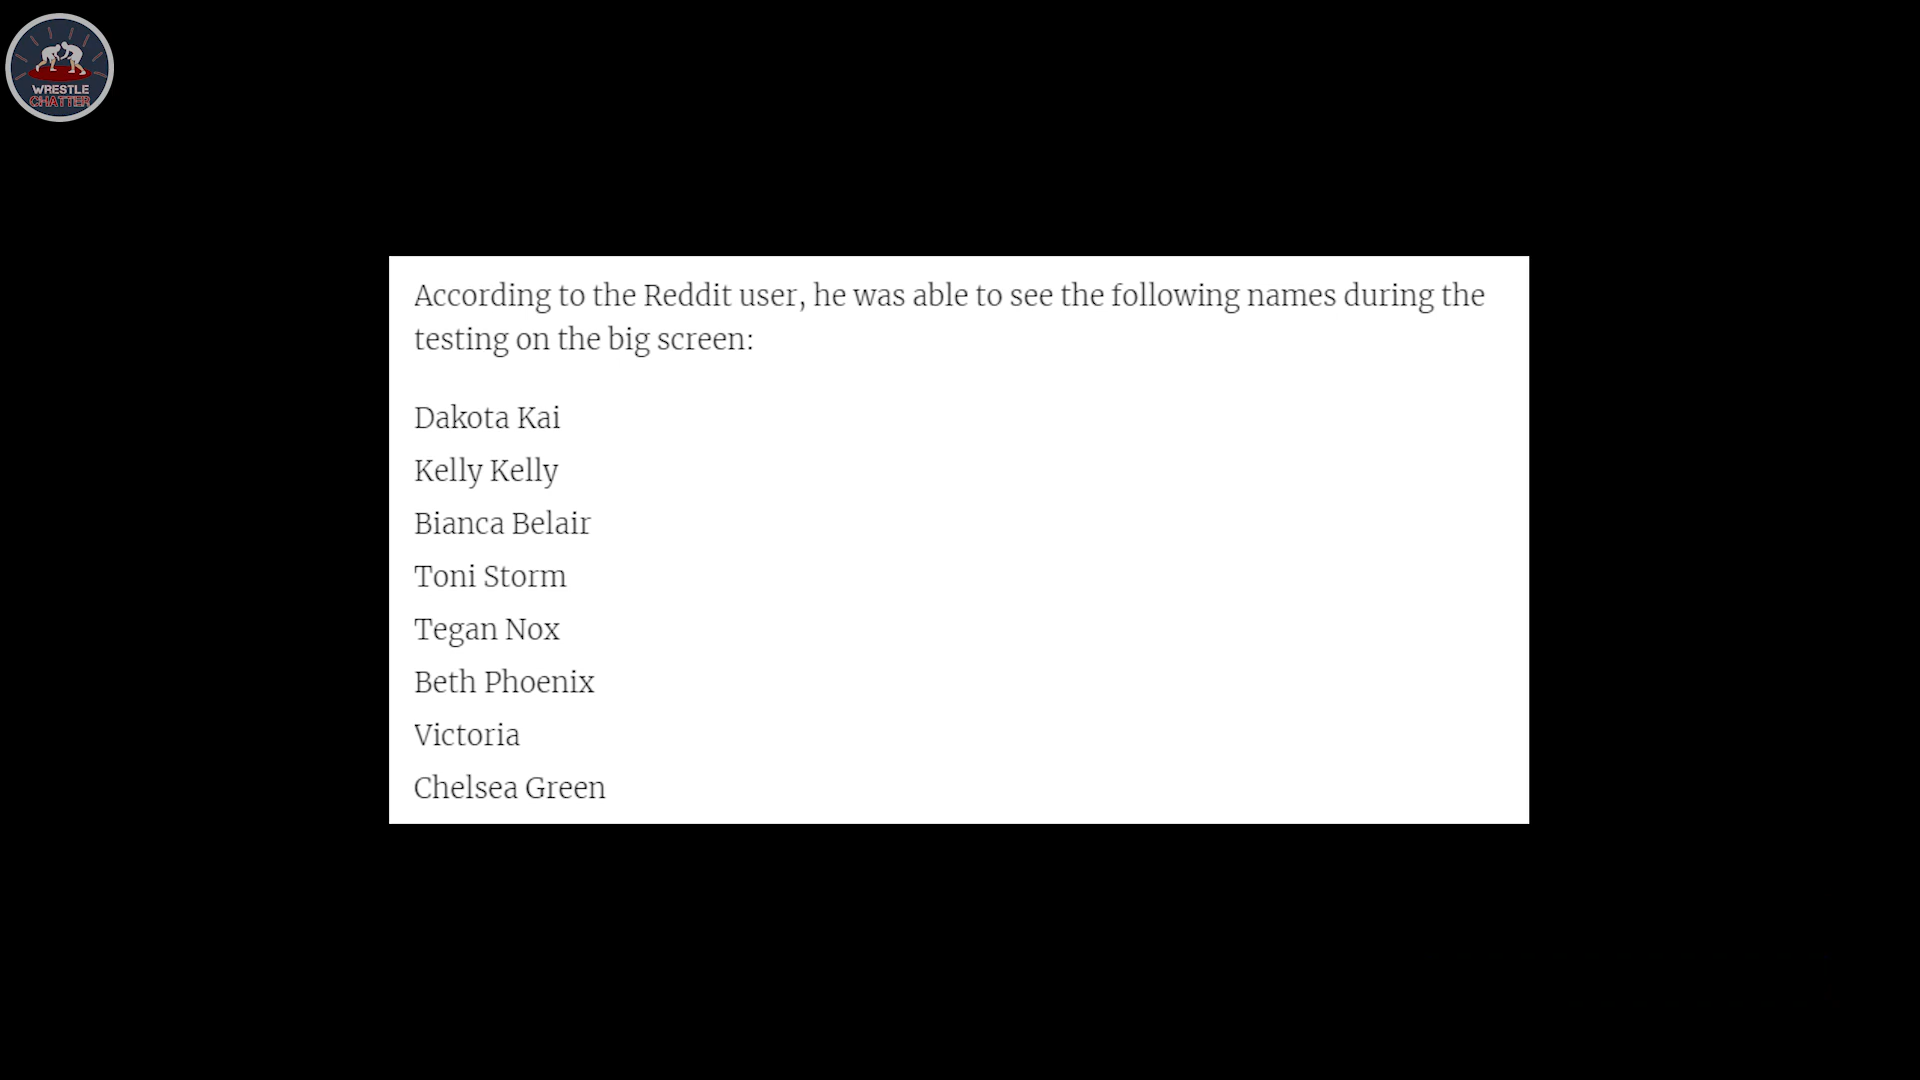 WRESTLE
CHATTER
According to the Reddit user, he was able to see the following names during the
testing on the big screen:
Dakota Kai
Kelly Kelly
Bianca Belair
Toni Storm
Tegan Nox
Beth Phoenix
Victoria
Chelsea Green